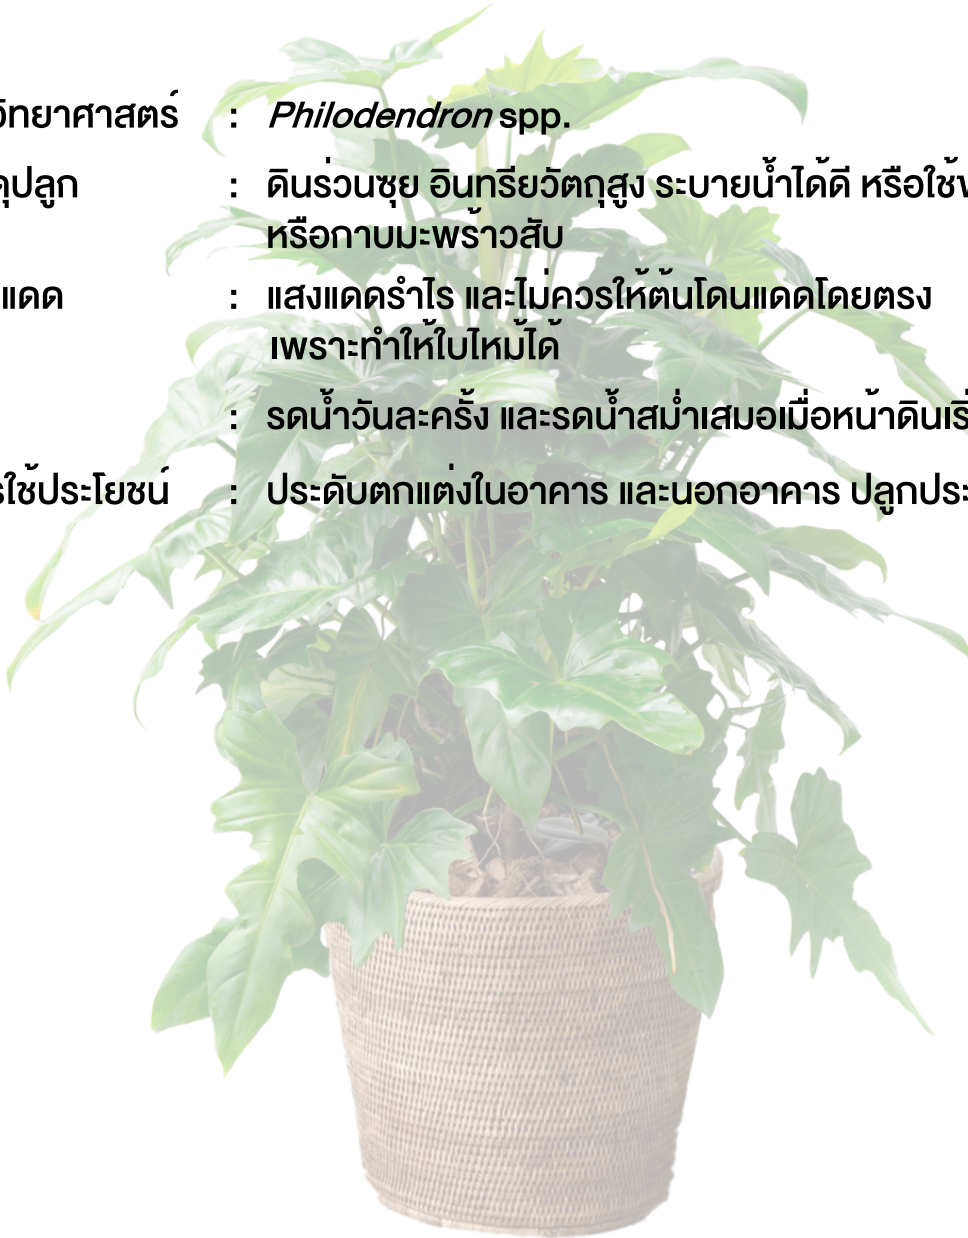 วิทยาศาสตร์ : Philodendron spp.
ดุปลูก : ดินร่วนซุย อินทรียวัตถุสูง ระบายน้ำได้ดี หรือใช้
หรือกาบมะพร้าวสับ
แดด : แสงแดดรำไร และไม่ควรให้ต้นโดนแดดโดยตรง
เพราะทำให้ใบไหม้ได้
: รดน้ำวันละครั้ง และรดน้ำสม่ำเสมอเมื่อหน้าดินเริ่
รใช้ประโยชน์ : ประดับตกแต่งในอาคาร และนอกอาคาร ปลูกประ